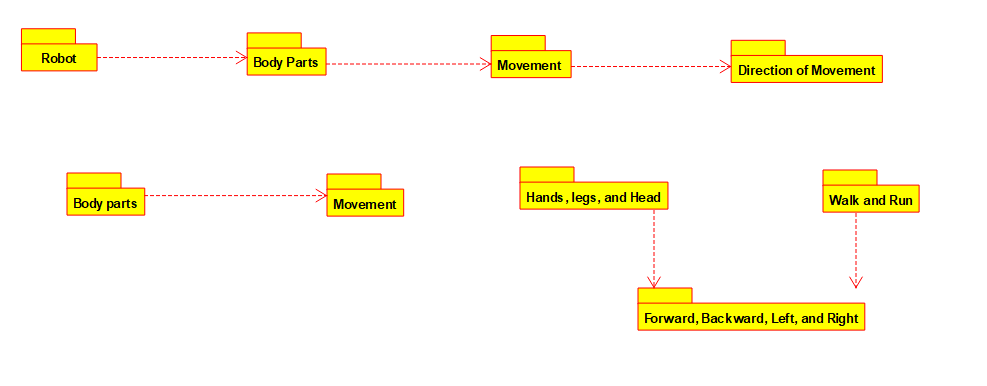 Robot
Body Parts
Movement
Direction of Movement
Body parts
Movement
Hands, legs, and Head
Walk and Run
Forward, Backward, Left, and Right